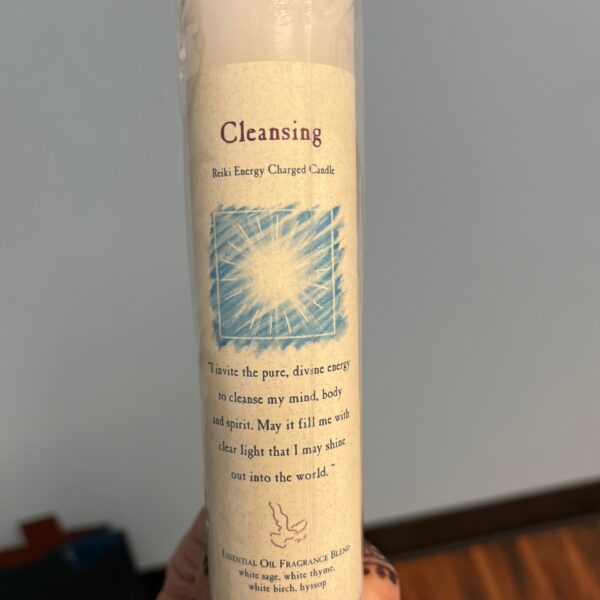 Cleansing
Reiki Energy Charged Candle
"I invite the pure, divine energy
to cleanse my mind, body
and spirit. May it fill me with
clear light that I may shine
out into the world."
Essential Oil Fragrance Blend
white sage, white thyme,
white birch, hyssop